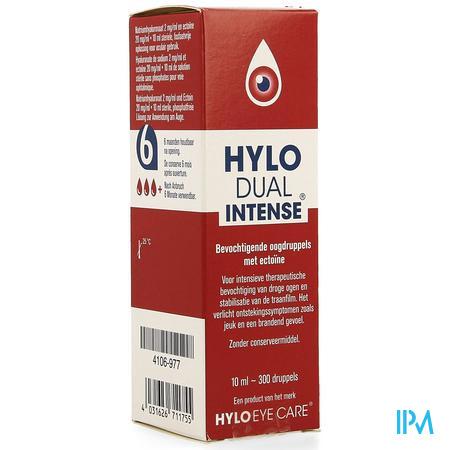 Natriumhyaluronaat 2 mg/ml en ectoïne
20 mg/ml • 10 ml steriele, fosfaatvrije
oplossing voor oculair gebruik.
Hyaluronate de sodium 2 mg/ml et
ectoïne 20 mg/ml • 10 ml de solution
stérile sans phosphates pour voie
ophtalmique.
Natriumhyaluronat 2 mg/ml und Ectoin
20 mg/ml • 10 ml sterile, phosphatfreie
Lösung zur Anwendung am Auge.
6
6 maanden houdbaar
na opening.
Se conserve 6 mois
après ouverture.
Nach Anbruch
6 Monate verwendbar.
25 °C
4106-977
4 031626 711755
HYLO
DUAL
INTENSE®
Bevochtigende oogdruppels
met ectoïne
Voor intensieve therapeutische
bevochtiging van droge ogen en
stabilisatie van de traanfilm. Het
verlicht ontstekingssymptomen zoals
jeuk en een brandend gevoel.
Zonder conserveermiddel.
10 ml ~ 300 druppels
Een product van het merk
HYLO EYE CARE®
IPM